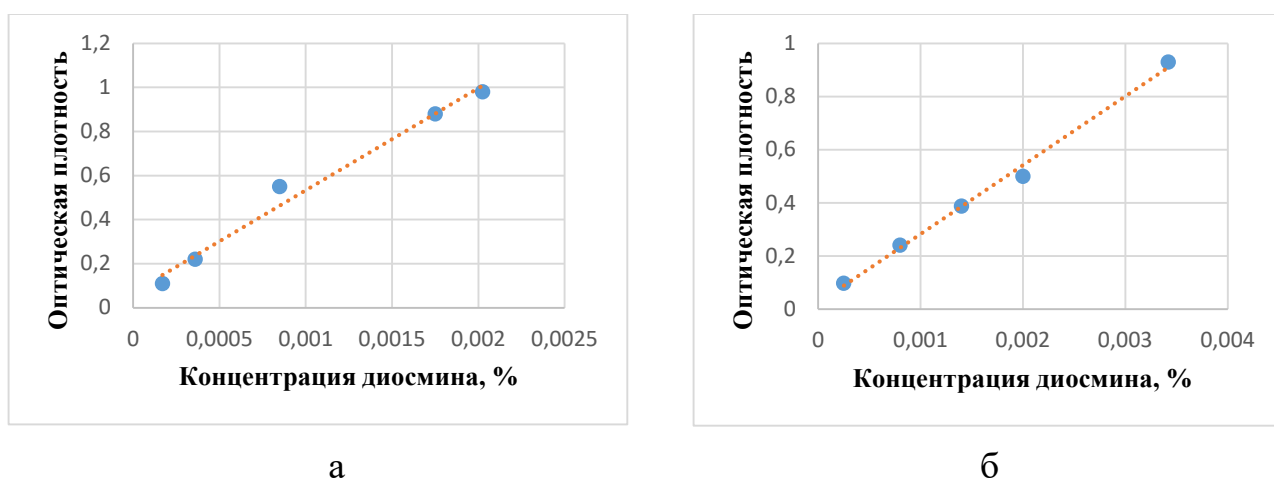 Оптическая плотность
1,2
1
0,8
0,6
0,4
0,2
0
0 0,0005 0,001 0,0015 0,002 0,0025
Концентрация диосмина, %
а
Оптическая плотность
1
0,8
0,6
0,4
0,2
0
0 0,001 0,002 0,003 0,004
Концентрация диосмина, %
б